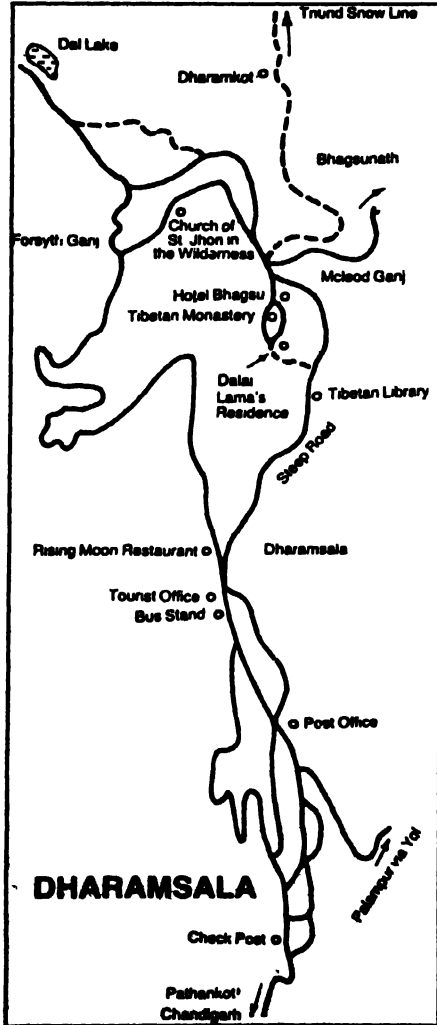 Triund Snow Line
Dal Lake
Dharamkot
Bhagsunath
Church of
St Jhon in
the Wilderness
Forsyth Ganj
Mcleod Ganj
Hotel Bhagsu
Tibetan Monastery
Dalai
Lama's
Residence
Tibetan Library
Steep Road
Rising Moon Restaurant
Dharamsala
Tourist Office
Bus Stand
Post Office
Palampur via Yol
DHARAMSALA
Check Post
Pathankot
Chandigarh